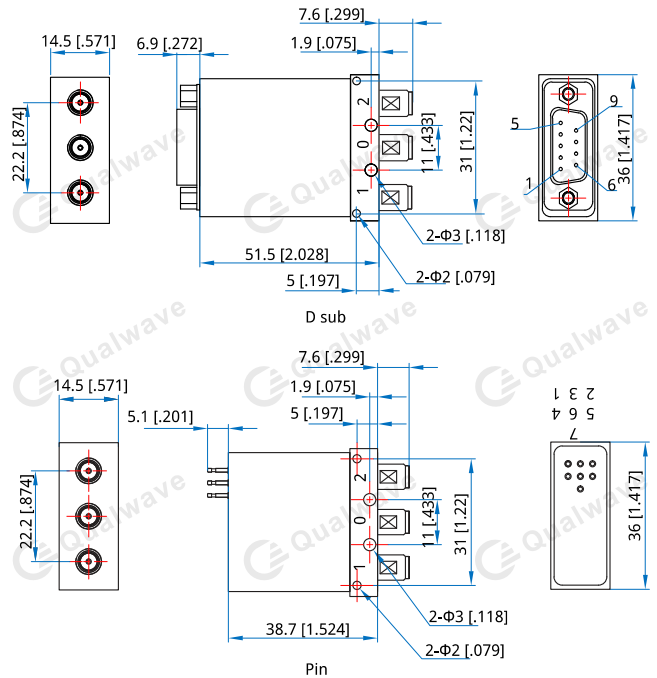 7.6 [.299]
14.5 [.571]
6.9 [.272]
1.9 [.075]
22.2 [.874]
2
0
1
11 [.433]
31 [1.22]
5
9
1
6
36 [1.417]
2-Φ3 [.118]
51.5 [2.028]
2-Φ2 [.079]
5 [.197]
D sub
Qualwave
Qualwave
Qualwave
Qualwave
Qualwave
Qualwave
7.6 [.299]
14.5 [.571]
1.9 [.075]
5.1 [.201]
5 [.197]
22.2 [.874]
2
0
1
11 [.433]
31 [1.22]
1 3 2
4 6 5
7
36 [1.417]
2-Φ3 [.118]
38.7 [1.524]
2-Φ2 [.079]
Pin
Qualwave
Qualwave
Qualwave